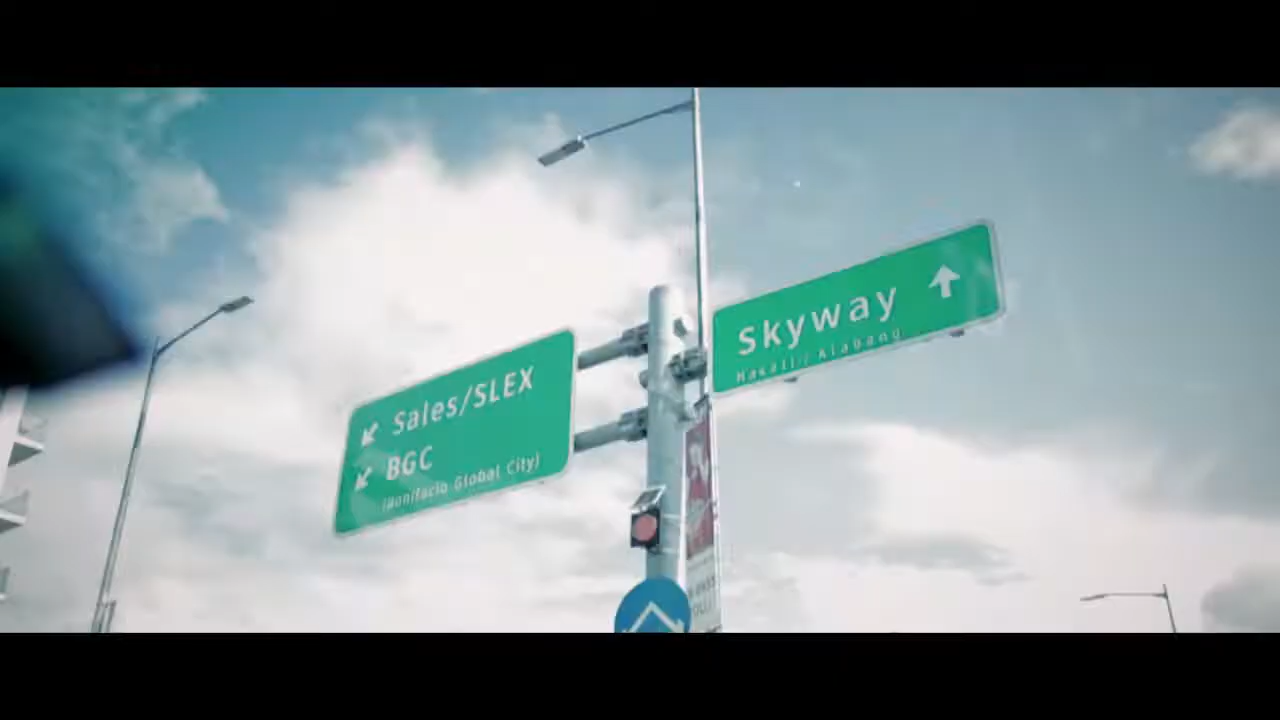 Sales/SLEX
BGC
(Bonifacio Global City)
Skyway
Makati / Alabang